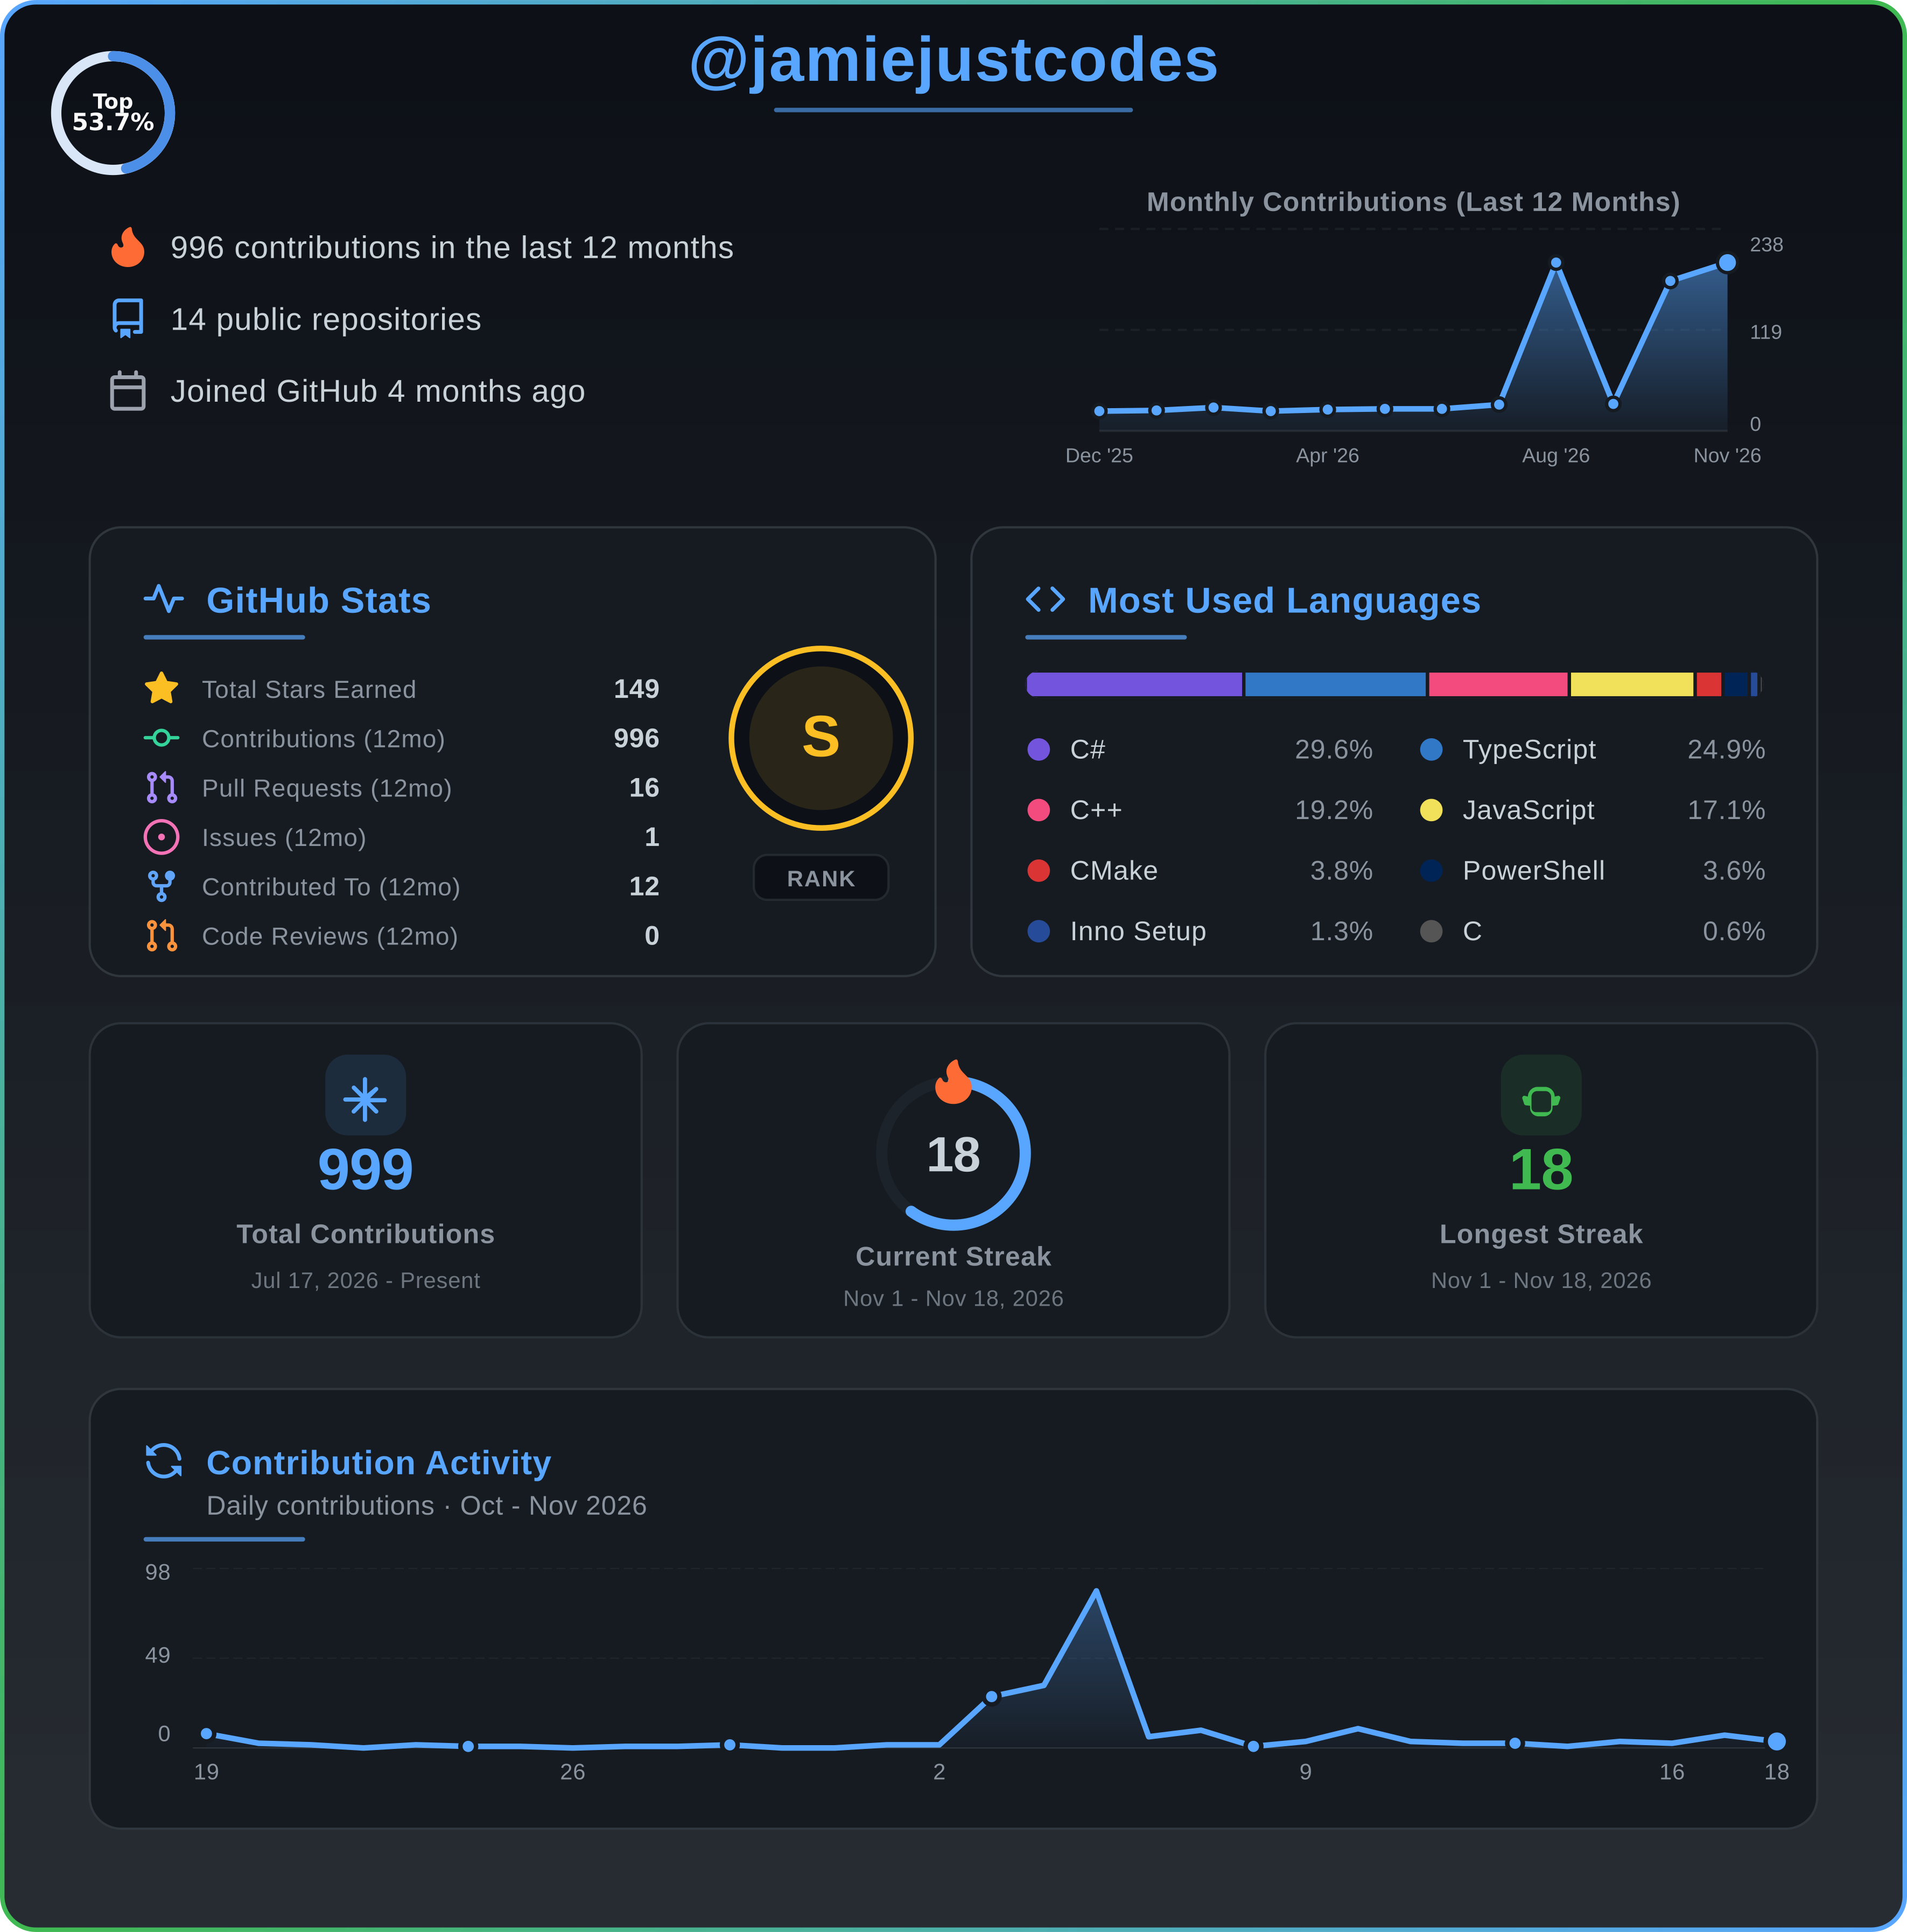 @jamiejustcodes
Top
53.7%
996 contributions in the last 12 months
14 public repositories
Joined GitHub 4 months ago
Monthly Contributions (Last 12 Months)
238
119
0
Dec '25 Apr '26 Aug '26 Nov '26
GitHub Stats
Total Stars Earned 149
Contributions (12mo) 996
Pull Requests (12mo) 16
Issues (12mo) 1
Contributed To (12mo) 12
Code Reviews (12mo) 0
S
RANK
Most Used Languages
C# 29.6% TypeScript 24.9%
C++ 19.2% JavaScript 17.1%
CMake 3.8% PowerShell 3.6%
Inno Setup 1.3% C 0.6%
999
Total Contributions
Jul 17, 2026 - Present
18
Current Streak
Nov 1 - Nov 18, 2026
18
Longest Streak
Nov 1 - Nov 18, 2026
Contribution Activity
Daily contributions · Oct - Nov 2026
98
49
0
19 26 2 9 16 18